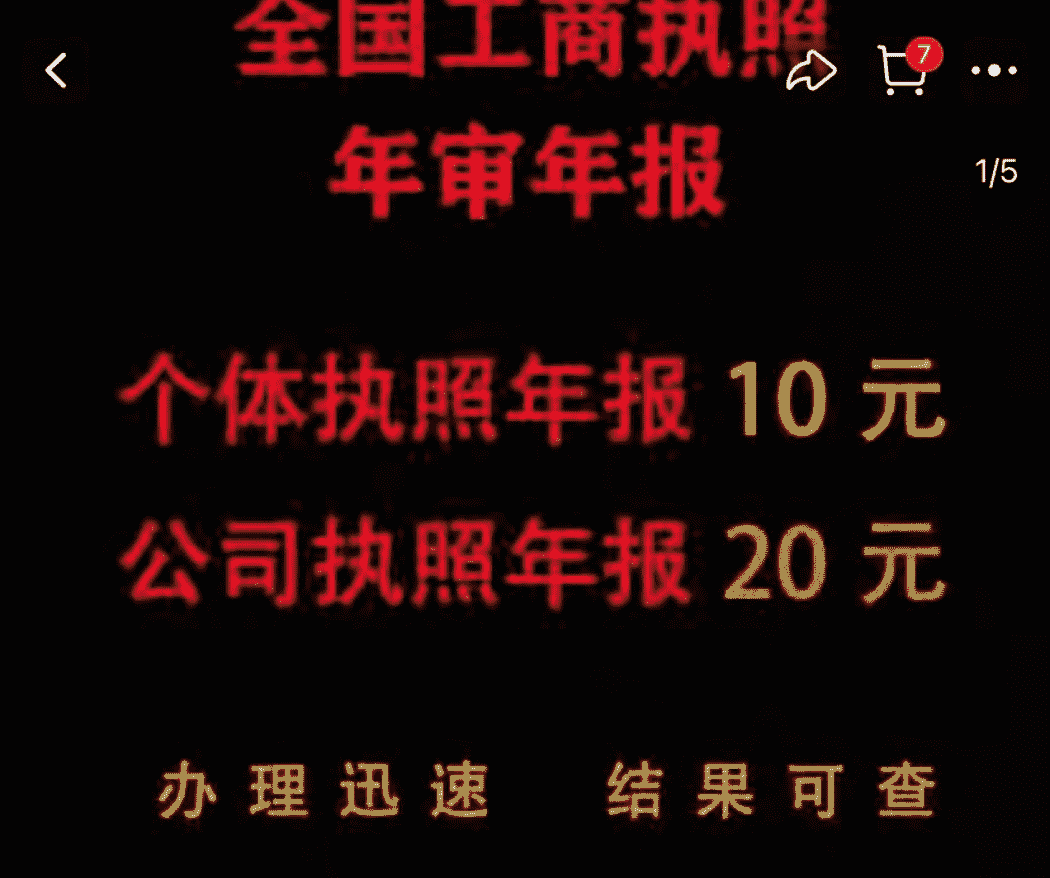 全国工商执照
7
年审年报
1/5
个体执照年报 10 元
公司执照年报 20 元
办理迅速 结果可查